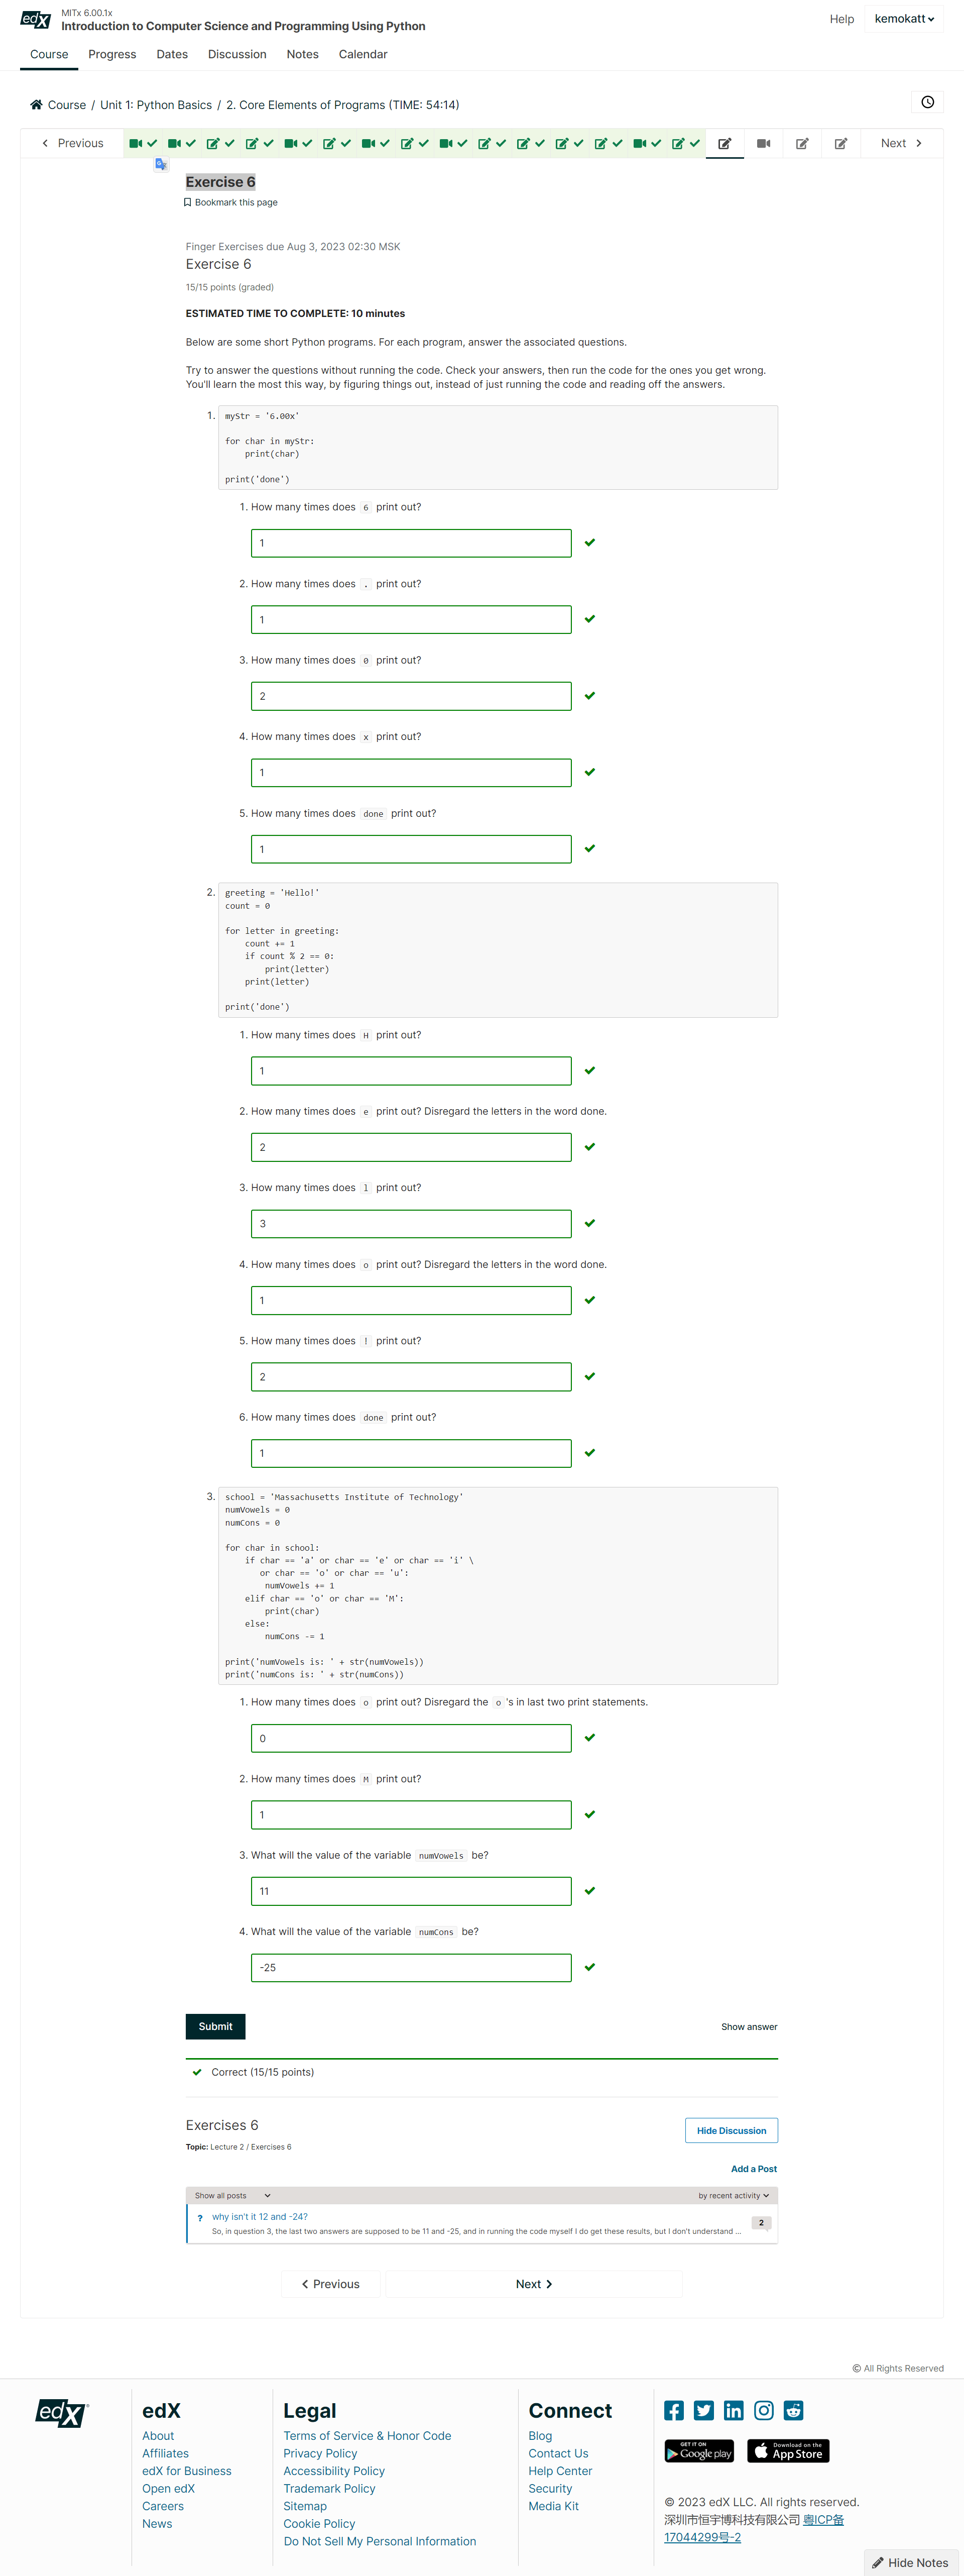 edX
MITx 6.00.1x
Introduction to Computer Science and Programming Using Python
Help
kemokatt
Course Progress Dates Discussion Notes Calendar
Course / Unit 1: Python Basics / 2. Core Elements of Programs (TIME: 54:14)
Previous
Next
Exercise 6
Bookmark this page
Finger Exercises due Aug 3, 2023 02:30 MSK
Exercise 6
15/15 points (graded)
ESTIMATED TIME TO COMPLETE: 10 minutes
Below are some short Python programs. For each program, answer the associated questions.
Try to answer the questions without running the code. Check your answers, then run the code for the ones you get wrong.
You'll learn the most this way, by figuring things out, instead of just running the code and reading off the answers.
1. myStr = '6.00x'
for char in myStr:
print(char)
print('done')
1. How many times does 6 print out?
1
2. How many times does . print out?
1
3. How many times does 0 print out?
2
4. How many times does x print out?
1
5. How many times does done print out?
1
2. greeting = 'Hello!'
count = 0
for letter in greeting:
count += 1
if count % 2 == 0:
print(letter)
print(letter)
print('done')
1. How many times does H print out?
1
2. How many times does e print out? Disregard the letters in the word done.
2
3. How many times does l print out?
3
4. How many times does o print out? Disregard the letters in the word done.
1
5. How many times does ! print out?
2
6. How many times does done print out?
1
3. school = 'Massachusetts Institute of Technology'
numVowels = 0
numCons = 0
for char in school:
if char == 'a' or char == 'e' or char == 'i' \
or char == 'o' or char == 'u':
numVowels += 1
elif char == 'o' or char == 'M':
print(char)
else:
numCons -= 1
print('numVowels is: ' + str(numVowels))
print('numCons is: ' + str(numCons))
1. How many times does o print out? Disregard the o 's in last two print statements.
0
2. How many times does M print out?
1
3. What will the value of the variable numVowels be?
11
4. What will the value of the variable numCons be?
-25
Submit
Show answer
Correct (15/15 points)
Exercises 6
Hide Discussion
Topic: Lecture 2 / Exercises 6
Add a Post
Show all posts
by recent activity
? why isn't it 12 and -24?
So, in question 3, the last two answers are supposed to be 11 and -25, and in running the code myself I do get these results, but I don't understand ...
2
Previous
Next
© All Rights Reserved
edX
edX
About
Affiliates
edX for Business
Open edX
Careers
News
Legal
Terms of Service & Honor Code
Privacy Policy
Accessibility Policy
Trademark Policy
Sitemap
Cookie Policy
Do Not Sell My Personal Information
Connect
Blog
Contact Us
Help Center
Security
Media Kit
GET IT ON
Google play
Download on the
App Store
© 2023 edX LLC. All rights reserved.
深圳市恒宇博科技有限公司 粤ICP备
17044299号-2
Hide Notes